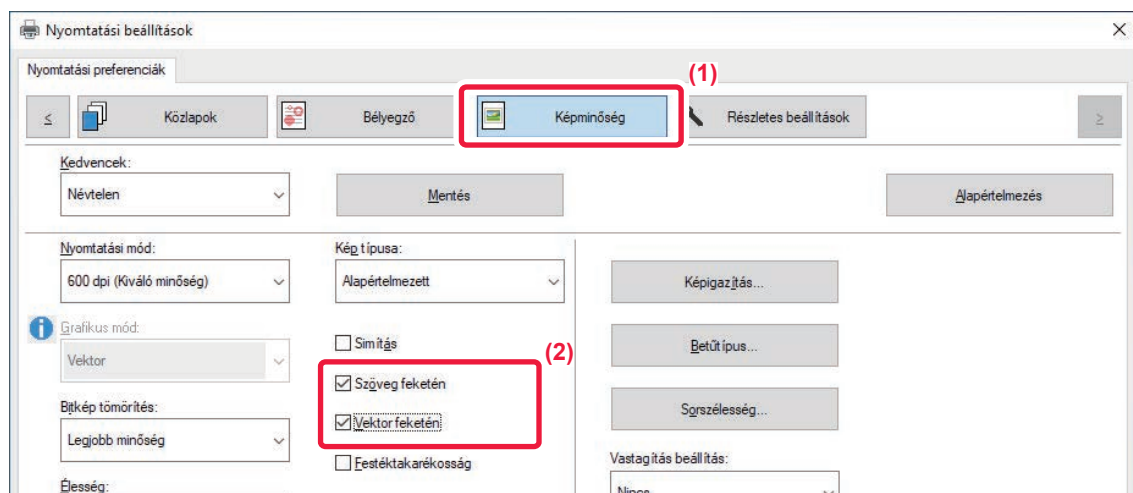 Nyomtatási beállítások
Nyomtatási preferenciák
(1)
< Közlapok Bélyegző Képminőség Részletes beállítások >
Kedvencek:
Névtelen Mentés Alapértelmezés
Nyomtatási mód: Kép típusa:
600 dpi (Kiváló minőség) Alapértelmezett Képigazítás...
Grafikus mód:
Vektor Simítás Betűtípus...
(2)
Szöveg feketén
Bitkép tömörítés: Vektor feketén Sorszélesség...
Legjobb minőség
Festéktakarékosság Vastagítás beállítás:
Élesség: Nincs